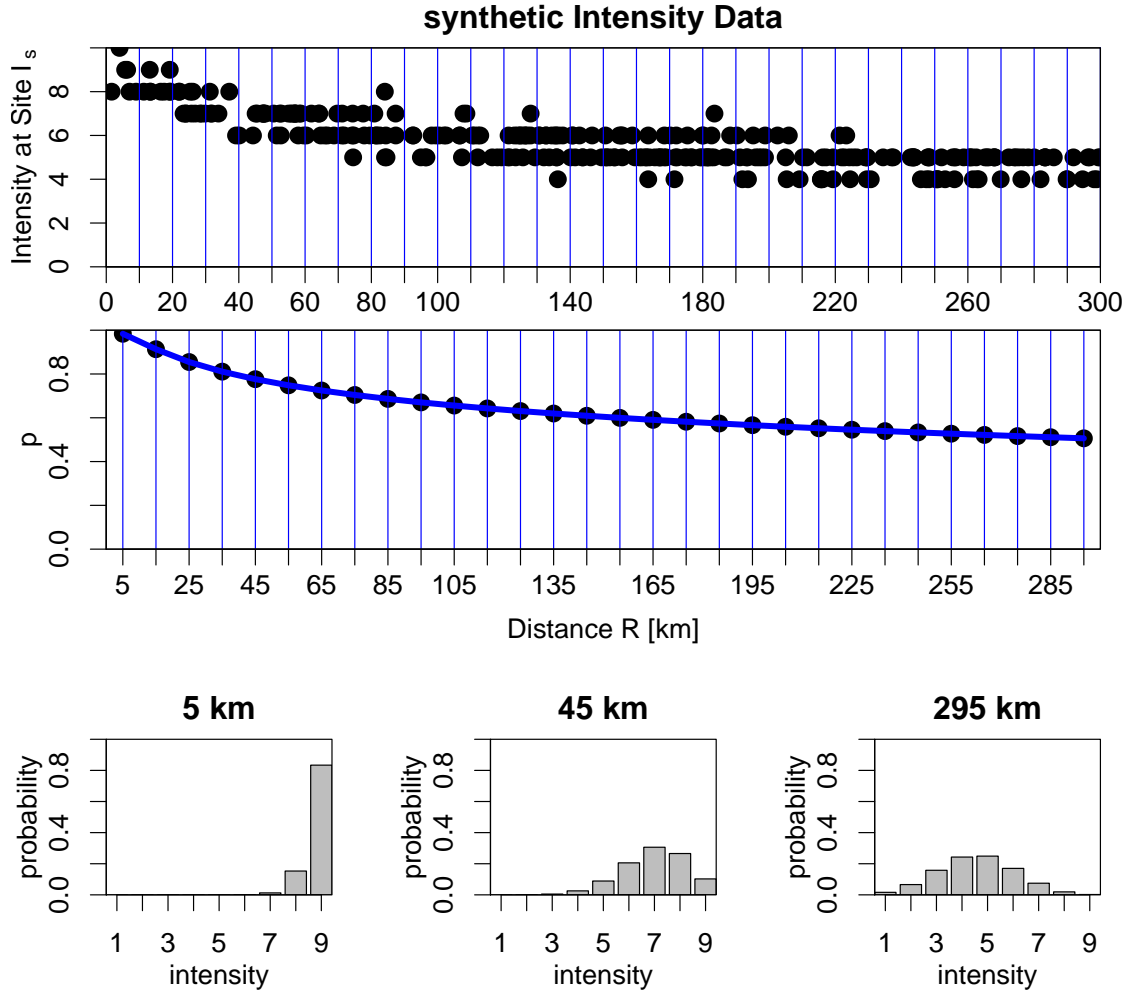 synthetic Intensity Data
Intensity at Site I s
0 2 4 6 8
0 20 40 60 80 100 140 180 220 260 300
p
0.0 0.4 0.8
5 25 45 65 85 105 135 165 195 225 255 285
Distance R [km]
5 km
probability
0.0 0.4 0.8
1 3 5 7 9
intensity
45 km
probability
0.0 0.4 0.8
1 3 5 7 9
intensity
295 km
probability
0.0 0.4 0.8
1 3 5 7 9
intensity